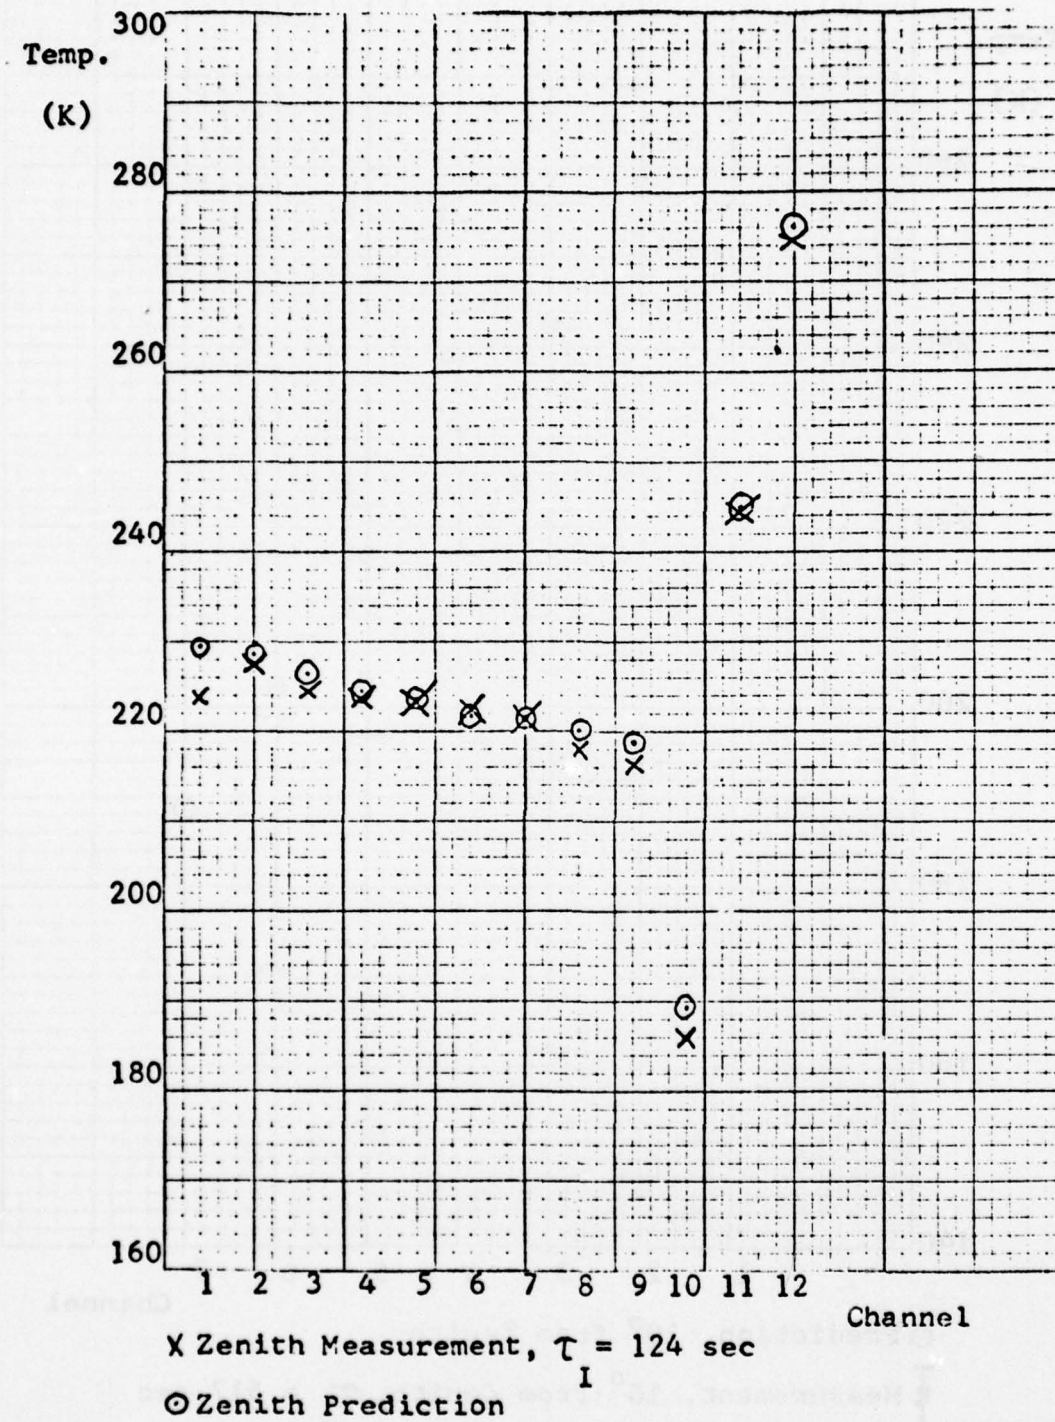 300
Temp.
(K)
280
260
240
220
200
180
160
1 2 3 4 5 6 7 8 9 10 11 12
Channel
X Zenith Measurement, τ_I = 124 sec
⊙ Zenith Prediction